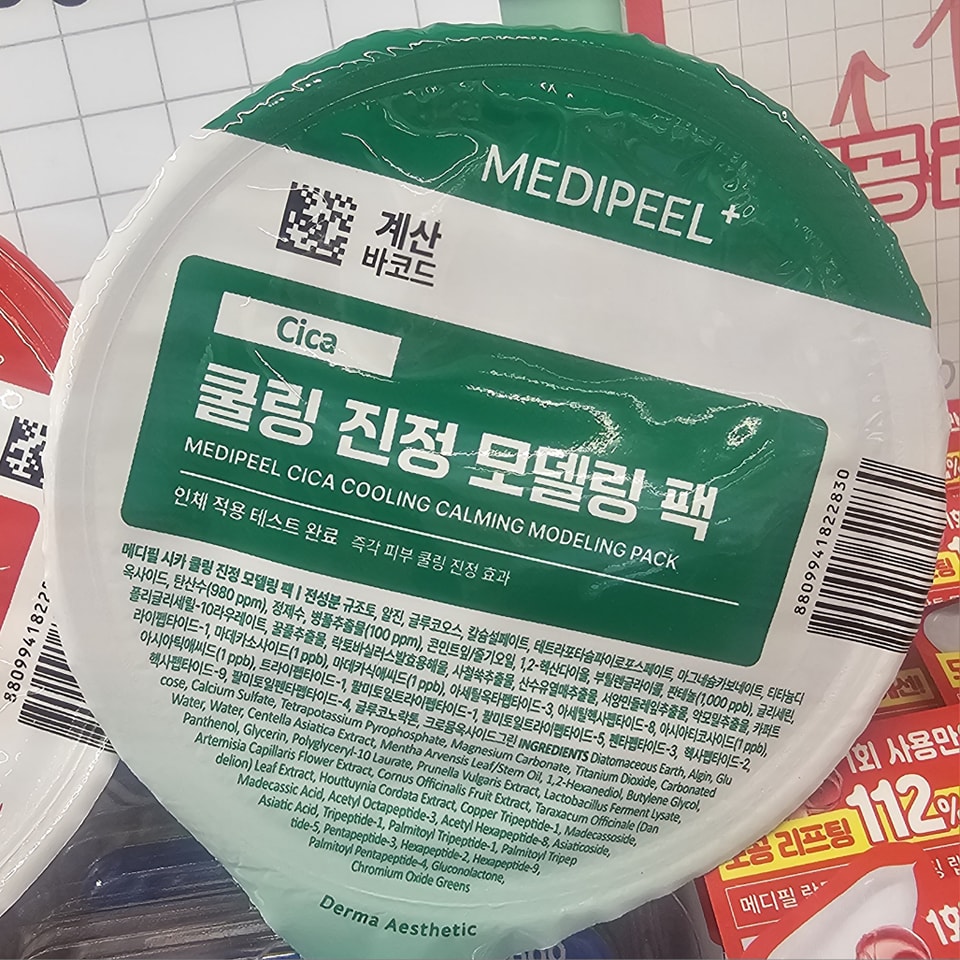 MEDIPEEL+
계산
바코드
Cica
쿨링 진정 모델링 팩
MEDIPEEL CICA COOLING CALMING MODELING PACK
인체 적용 테스트 완료 즉각 피부 쿨링 진정 효과
메디필 시카 쿨링 진정 모델링 팩 | 전성분 규조토, 알진, 글루코오스, 칼슘설페이트, 테트라포타슘파이로포스페이트, 마그네슘카보네이트, 티타늄다이
옥사이드, 탄산수(980 ppm), 정제수, 병풀추출물(100 ppm), 콘민트잎/줄기오일, 1,2-헥산다이올, 부틸렌글라이콜, 판테놀(1,000 ppb), 글리세린,
폴리글리세릴-10라우레이트, 꿀풀추출물, 락토바실러스발효용해물, 사철쑥추출물, 산수유열매추출물, 서양민들레잎추출물, 약모밀추출물, 카퍼트
라이펩타이드-1, 마데카소사이드(1 ppb), 마데카식애씨드(1 ppb), 아세틸옥타펩타이드-3, 아세틸헥사펩타이드-8, 아시아티코사이드(1 ppb),
아시아틱애씨드(1 ppb), 트라이펩타이드-1, 팔미토일트라이펩타이드-1, 팔미토일트라이펩타이드-5, 펜타펩타이드-3, 헥사펩타이드-2,
헥사펩타이드-9, 팔미토일펜타펩타이드-4, 글루코노락톤, 크로뮴옥사이드그린 INGREDIENTS Diatomaceous Earth, Algin, Glu
cose, Calcium Sulfate, Tetrapotassium Pyrophosphate, Magnesium Carbonate, Titanium Dioxide, Carbonated
Water, Water, Centella Asiatica Extract, Mentha Arvensis Leaf/Stem Oil, 1,2-Hexanediol, Butylene Glycol,
Panthenol, Glycerin, Polyglyceryl-10 Laurate, Prunella Vulgaris Extract, Lactobacillus Ferment Lysate,
Artemisia Capillaris Flower Extract, Cornus Officinalis Fruit Extract, Taraxacum Officinale (Dan
delion) Leaf Extract, Houttuynia Cordata Extract, Copper Tripeptide-1, Madecassoside,
Madecassic Acid, Acetyl Octapeptide-3, Acetyl Hexapeptide-8, Asiaticoside,
Asiatic Acid, Tripeptide-1, Palmitoyl Tripeptide-1, Palmitoyl Tripep
tide-5, Pentapeptide-3, Hexapeptide-2, Hexapeptide-9,
Palmitoyl Pentapeptide-4, Gluconolactone,
Chromium Oxide Greens
Derma Aesthetic
8809941822830
88099418227
1회 사용만
112%
모공 리프팅
메디필
1회